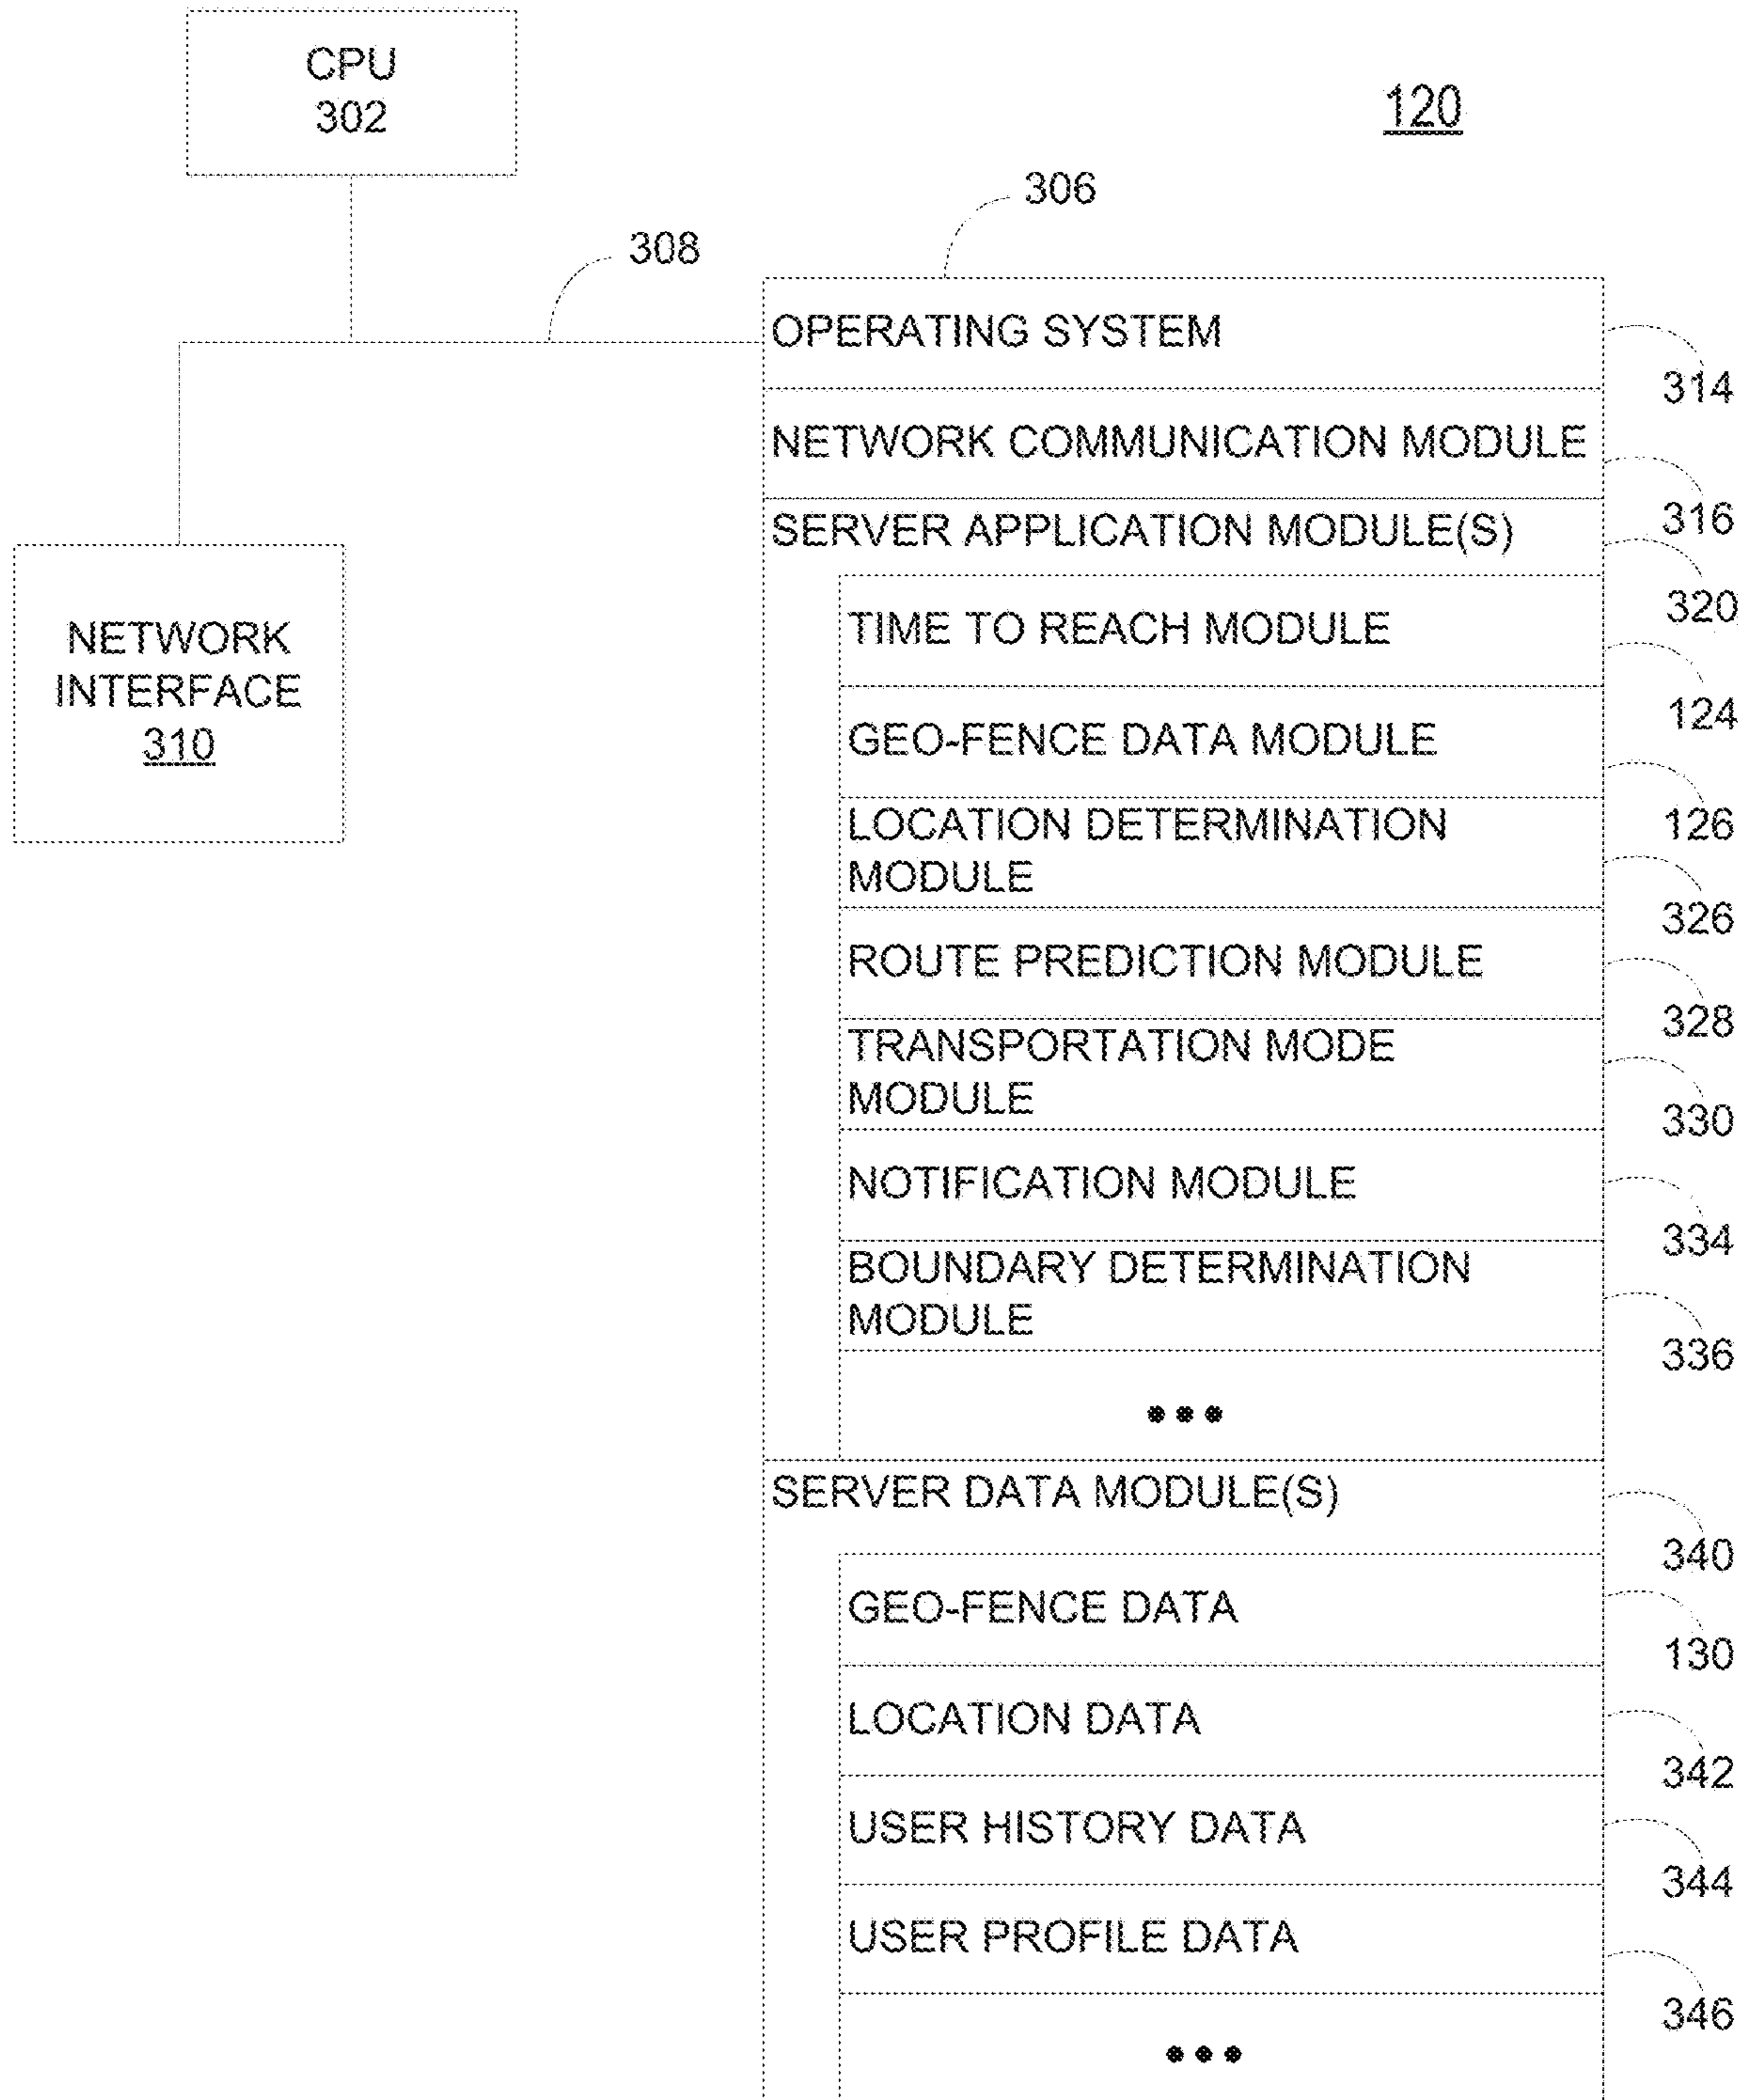 CPU
302
120
306
308
OPERATING SYSTEM
314
NETWORK COMMUNICATION MODULE
316
SERVER APPLICATION MODULE(S)
320
NETWORK
INTERFACE
310
TIME TO REACH MODULE
124
GEO-FENCE DATA MODULE
126
LOCATION DETERMINATION
MODULE
326
ROUTE PREDICTION MODULE
328
TRANSPORTATION MODE
MODULE
330
NOTIFICATION MODULE
334
BOUNDARY DETERMINATION
MODULE
336
•••
SERVER DATA MODULE(S)
340
GEO-FENCE DATA
130
LOCATION DATA
342
USER HISTORY DATA
344
USER PROFILE DATA
346
•••